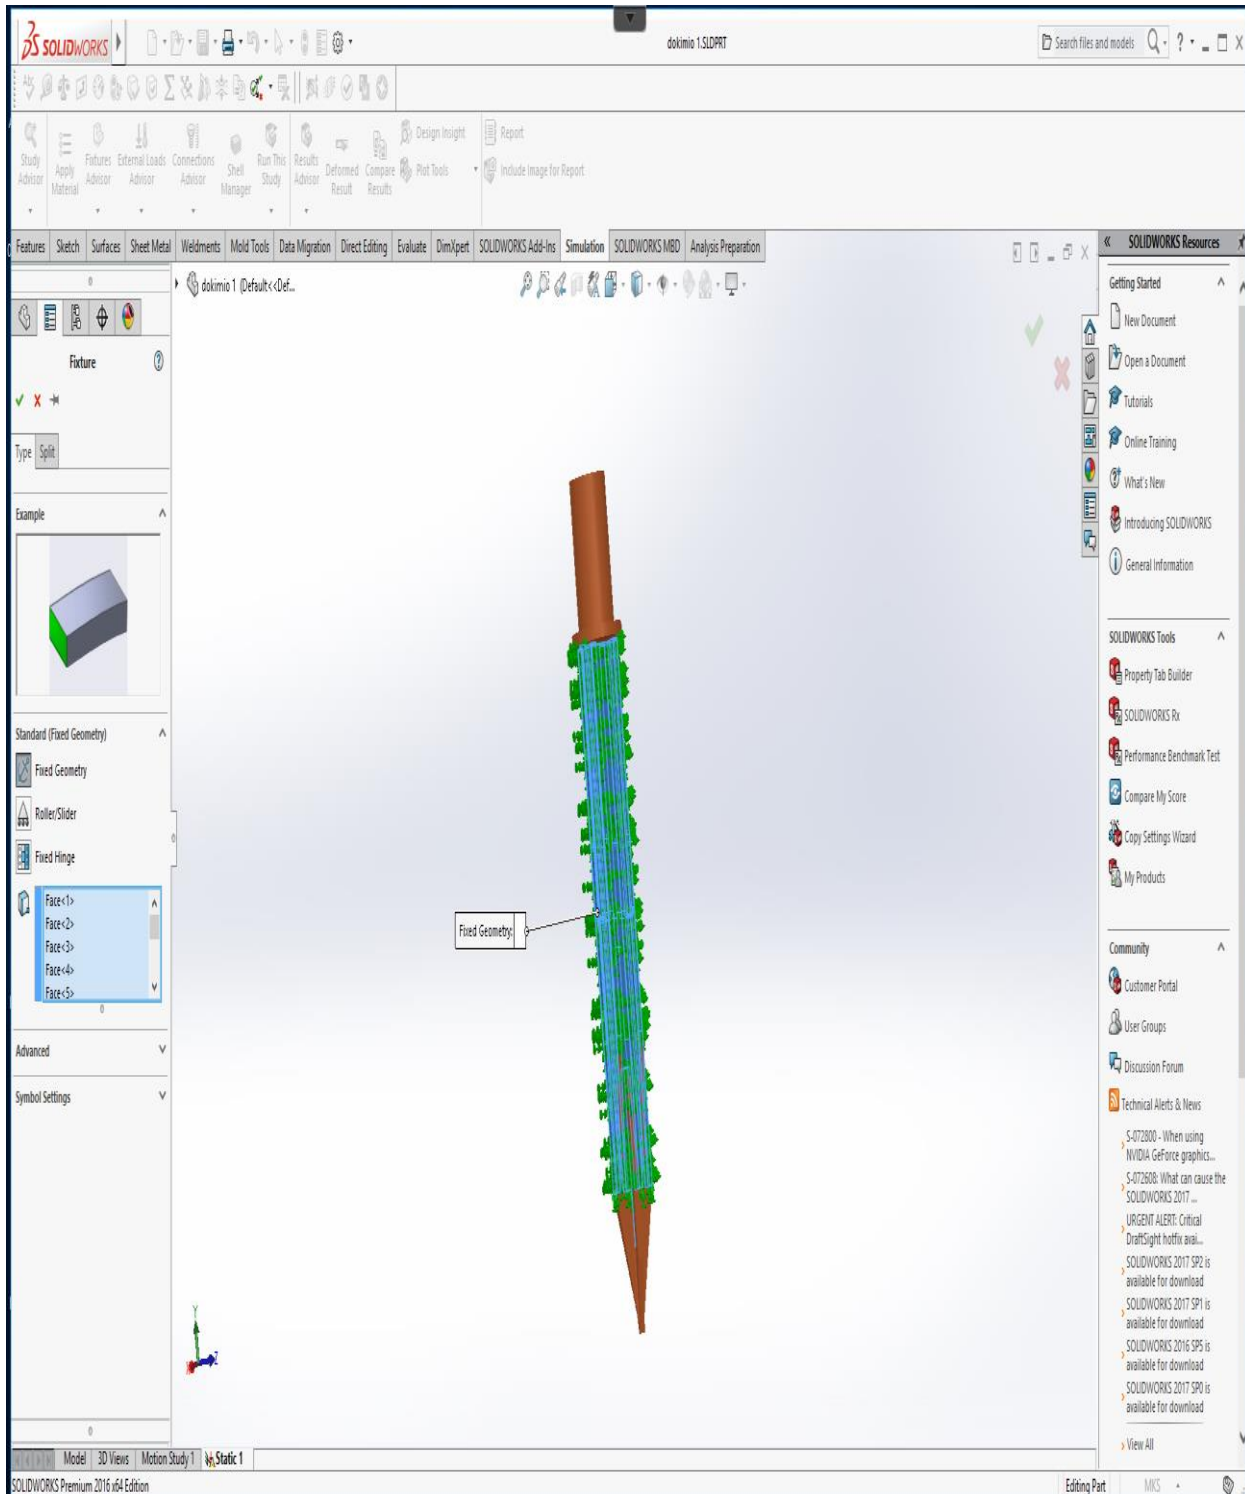 SOLIDWORKS
dokimio 1.SLDPRT
Search files and models
Study Advisor
Apply Material
Fixtures Advisor
External Loads Advisor
Connections Advisor
Shell Manager
Run This Study
Results Advisor
Deformed Result
Compare Results
Design Insight
Plot Tools
Report
Include Image for Report
Features Sketch Surfaces Sheet Metal Weldments Mold Tools Data Migration Direct Editing Evaluate DimXpert SOLIDWORKS Add-Ins Simulation SOLIDWORKS MBD Analysis Preparation
dokimio 1 (Default<<Def...
Fixture
Type Split
Example
Standard (Fixed Geometry)
Fixed Geometry
Roller/Slider
Fixed Hinge
Face<1>
Face<2>
Face<3>
Face<4>
Face<5>
Advanced
Symbol Settings
Fixed Geometry:
Y
Z
Model 3D Views Motion Study 1 Static 1
SOLIDWORKS Premium 2016 x64 Edition
Editing Part
MKS
SOLIDWORKS Resources
Getting Started
New Document
Open a Document
Tutorials
Online Training
What's New
Introducing SOLIDWORKS
General Information
SOLIDWORKS Tools
Property Tab Builder
SOLIDWORKS Rx
Performance Benchmark Test
Compare My Score
Copy Settings Wizard
My Products
Community
Customer Portal
User Groups
Discussion Forum
Technical Alerts & News
S-072800 - When using
NVIDIA GeForce graphics...
S-072608: What can cause the
SOLIDWORKS 2017 ...
URGENT ALERT: Critical
DraftSight hotfix avai...
SOLIDWORKS 2017 SP2 is
available for download
SOLIDWORKS 2017 SP1 is
available for download
SOLIDWORKS 2016 SP5 is
available for download
SOLIDWORKS 2017 SP0 is
available for download
View All